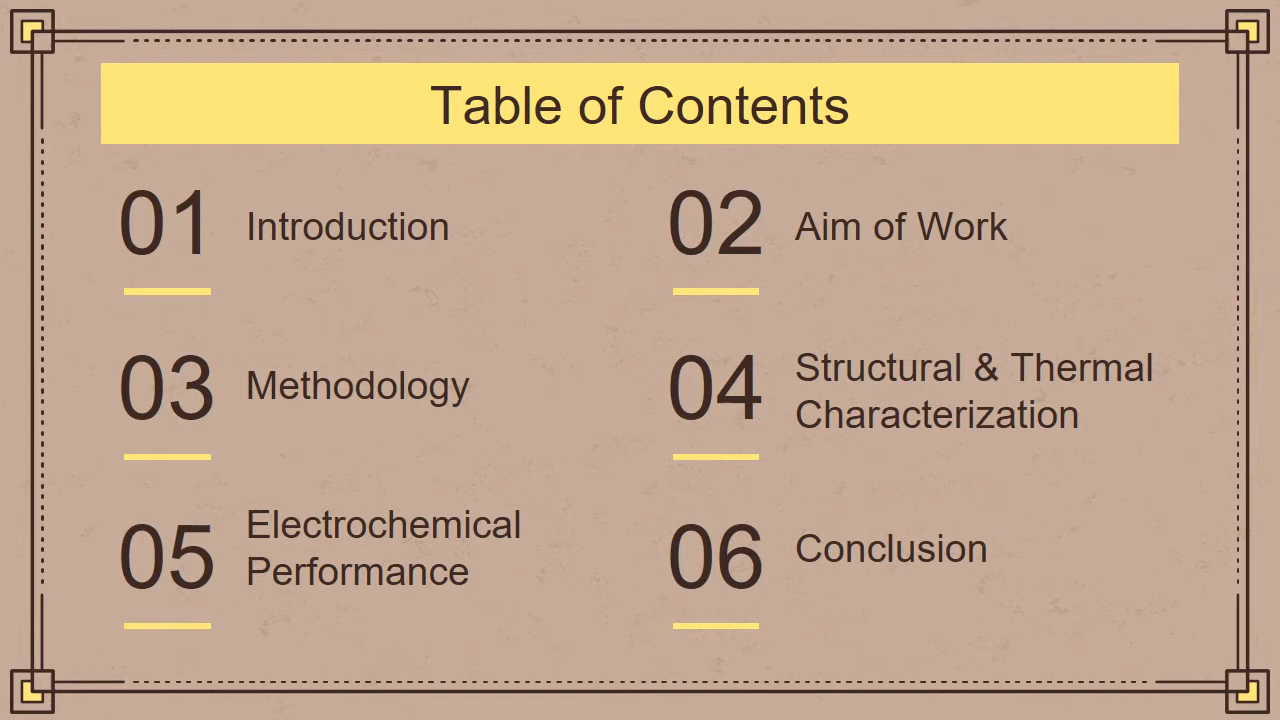 Table of Contents
01 Introduction
02 Aim of Work
03 Methodology
04 Structural & Thermal
Characterization
05 Electrochemical
Performance
06 Conclusion